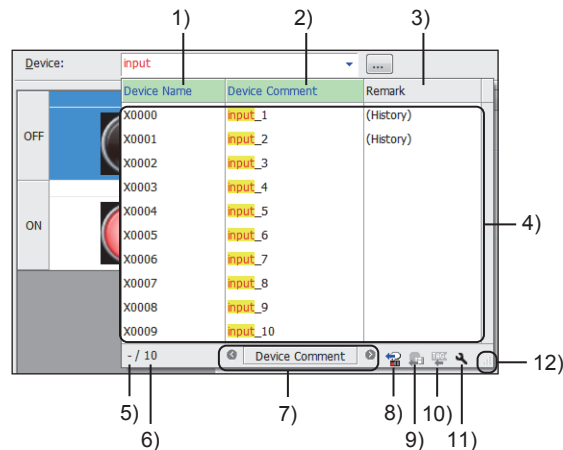 1) 2) 3)
Device: input ...
Device Name Device Comment Remark
X0000 input_1 (History)
OFF X0001 input_2 (History)
X0002 input_3
X0003 input_4
ON X0004 input_5 4)
X0005 input_6
X0006 input_7
X0007 input_8
X0008 input_9
X0009 input_10
- / 10 Device Comment 12)
5) 7) 8) 10)
6) 9) 11)